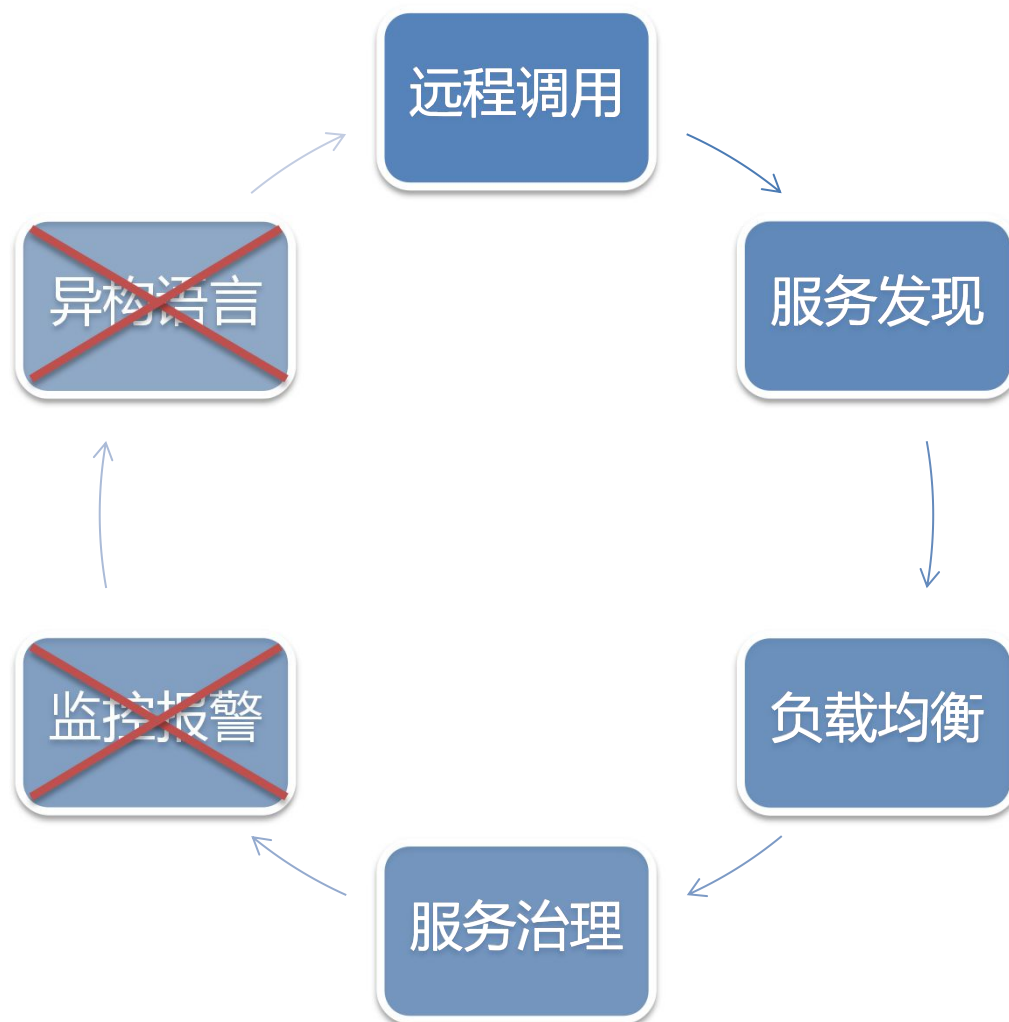 远程调用
服务发现
负载均衡
服务治理
监控报警
异构语言